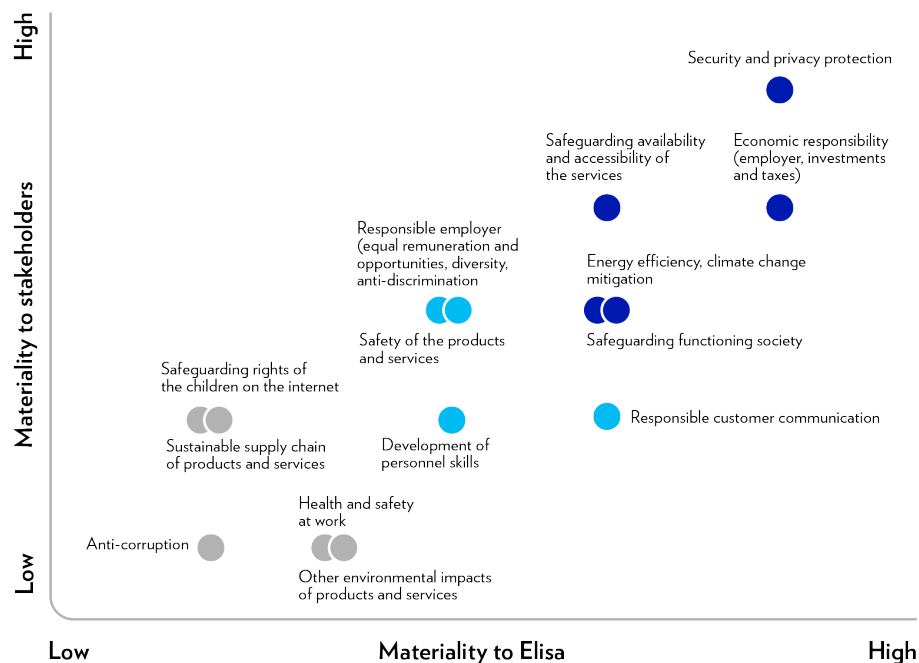 High
Security and privacy protection
Safeguarding availability
and accessibility of
the services
Economic responsibility
(employer, investments
and taxes)
Responsible employer
(equal remuneration and
opportunities, diversity,
anti-discrimination
Energy efficiency, climate change
mitigation
Safety of the products
and services
Safeguarding functioning society
Materiality to stakeholders
Safeguarding rights of
the children on the internet
Sustainable supply chain
of products and services
Development of
personnel skills
Responsible customer communication
Health and safety
at work
Anti-corruption
Other environmental impacts
of products and services
Low
Low
Materiality to Elisa
High